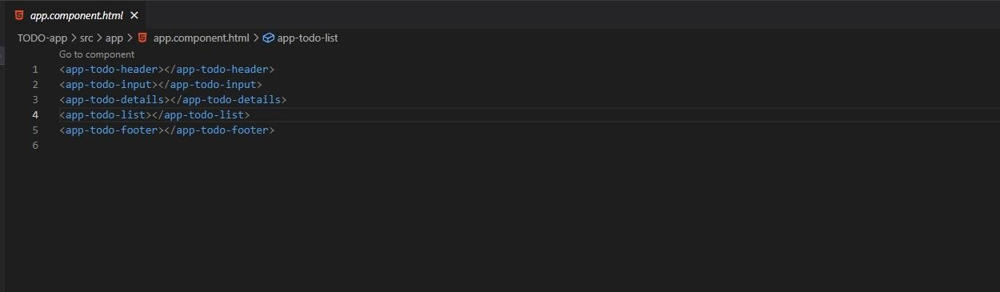 app.component.html ×
TODO-app > src > app > app.component.html > app-todo-list
Go to component
1 <app-todo-header></app-todo-header>
2 <app-todo-input></app-todo-input>
3 <app-todo-details></app-todo-details>
4 <app-todo-list></app-todo-list>
5 <app-todo-footer></app-todo-footer>
6